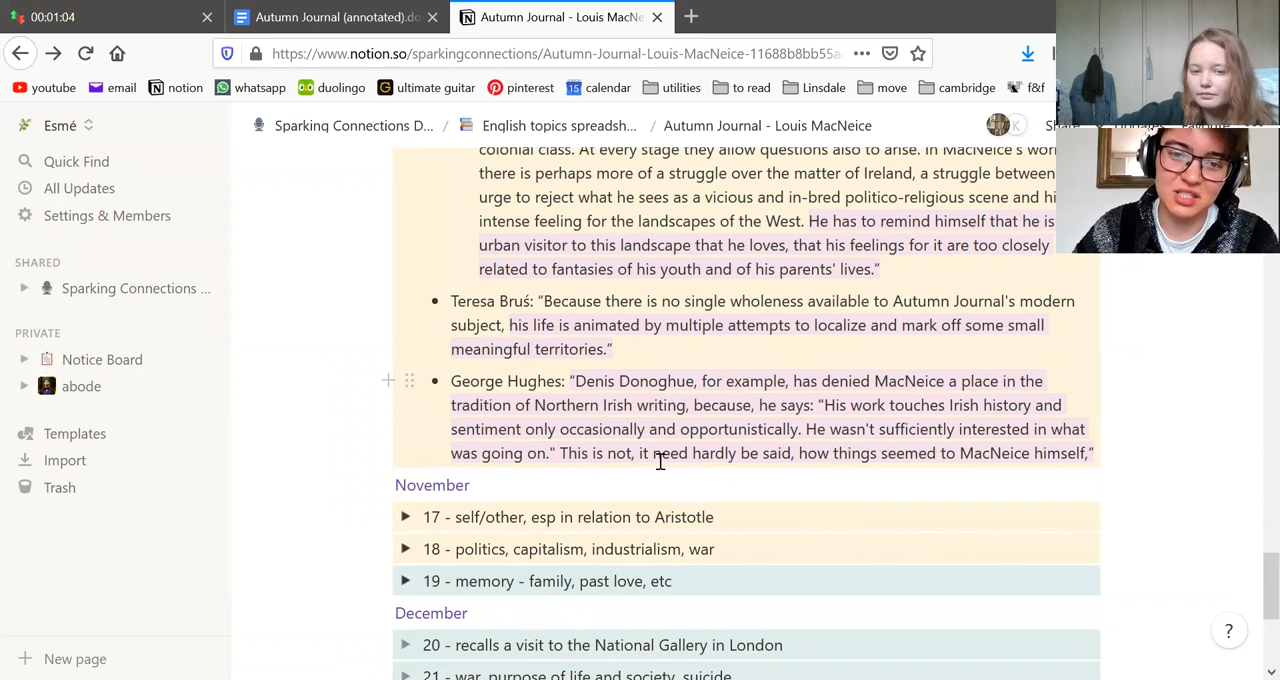 00:01:04
Autumn Journal (annotated).do
Autumn Journal - Louis MacNe
https://www.notion.so/sparkingconnections/Autumn-Journal-Louis-MacNeice-11688b8bb55a
youtube
email
notion
whatsapp
duolingo
ultimate guitar
pinterest
calendar
utilities
to read
Linsdale
move
cambridge
f&f
Esmé
Sparking Connections D... / English topics spreadsh... / Autumn Journal - Louis MacNeice
Quick Find
All Updates
Settings & Members
SHARED
Sparking Connections ...
PRIVATE
Notice Board
abode
Templates
Import
Trash
New page
colonial class. At every stage they allow questions also to arise. In MacNeice's work
there is perhaps more of a struggle over the matter of Ireland, a struggle between
urge to reject what he sees as a vicious and in-bred politico-religious scene and his
intense feeling for the landscapes of the West. He has to remind himself that he is
urban visitor to this landscape that he loves, that his feelings for it are too closely
related to fantasies of his youth and of his parents' lives.”
Teresa Bruś: “Because there is no single wholeness available to Autumn Journal's modern
subject, his life is animated by multiple attempts to localize and mark off some small
meaningful territories.”
George Hughes: “Denis Donoghue, for example, has denied MacNeice a place in the
tradition of Northern Irish writing, because, he says: "His work touches Irish history and
sentiment only occasionally and opportunistically. He wasn't sufficiently interested in what
was going on." This is not, it need hardly be said, how things seemed to MacNeice himself,”
November
17 - self/other, esp in relation to Aristotle
18 - politics, capitalism, industrialism, war
19 - memory - family, past love, etc
December
20 - recalls a visit to the National Gallery in London
21 - war, purpose of life and society, suicide
?